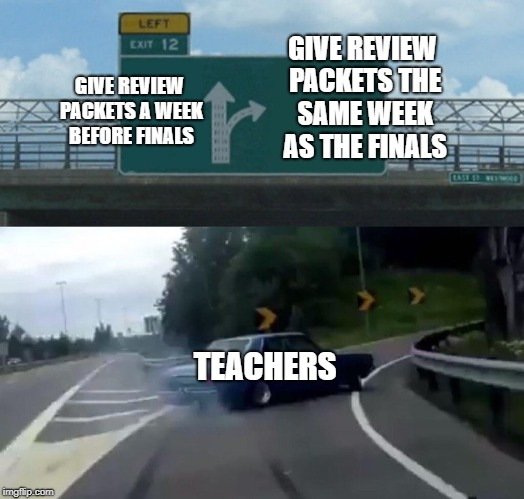 LEFT
EXIT 12
GIVE REVIEW
PACKETS A WEEK
BEFORE FINALS
GIVE REVIEW
PACKETS THE
SAME WEEK
AS THE FINALS
TEACHERS
imgflip.com